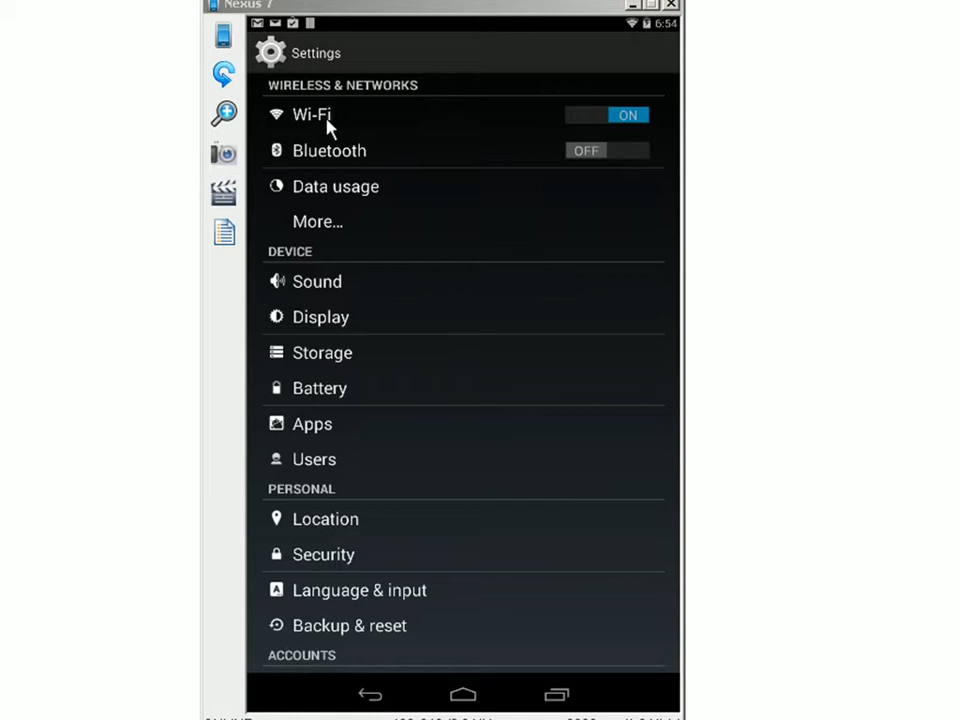 Nexus 7
6:54
Settings
WIRELESS & NETWORKS
Wi-Fi
ON
Bluetooth
OFF
Data usage
More...
DEVICE
Sound
Display
Storage
Battery
Apps
Users
PERSONAL
Location
Security
Language & input
Backup & reset
ACCOUNTS